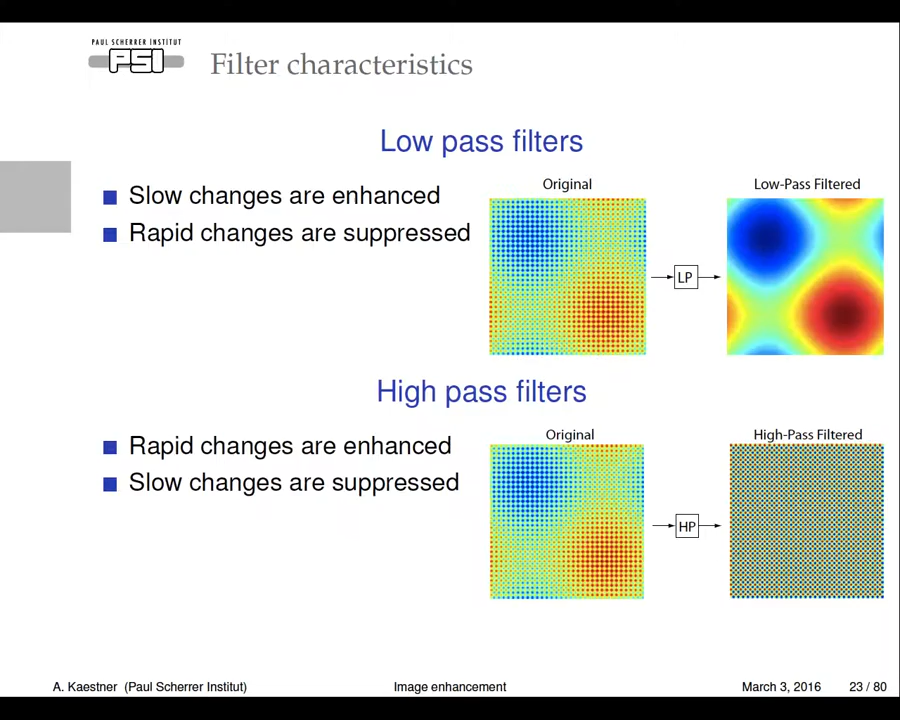 PAUL SCHERRER INSTITUT
PSI
Filter characteristics
Low pass filters
Slow changes are enhanced
Rapid changes are suppressed
Original
LP
Low-Pass Filtered
High pass filters
Rapid changes are enhanced
Slow changes are suppressed
Original
HP
High-Pass Filtered
A. Kaestner (Paul Scherrer Institut) Image enhancement March 3, 2016 23 / 80